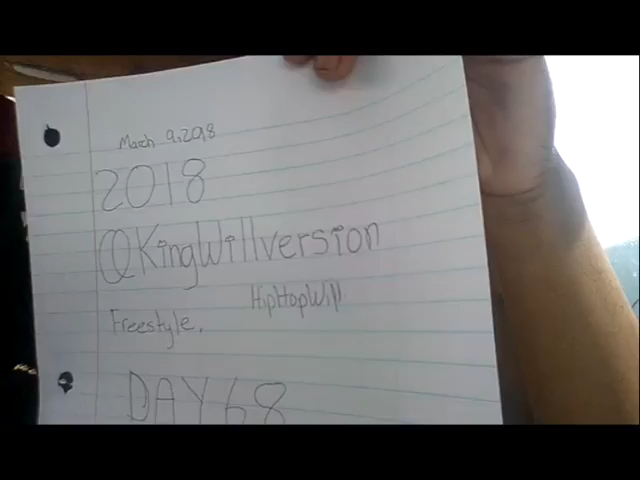 March 9, 2018
2018
@KingWillversion
HipHopWill
Freestyle.
DAY 68